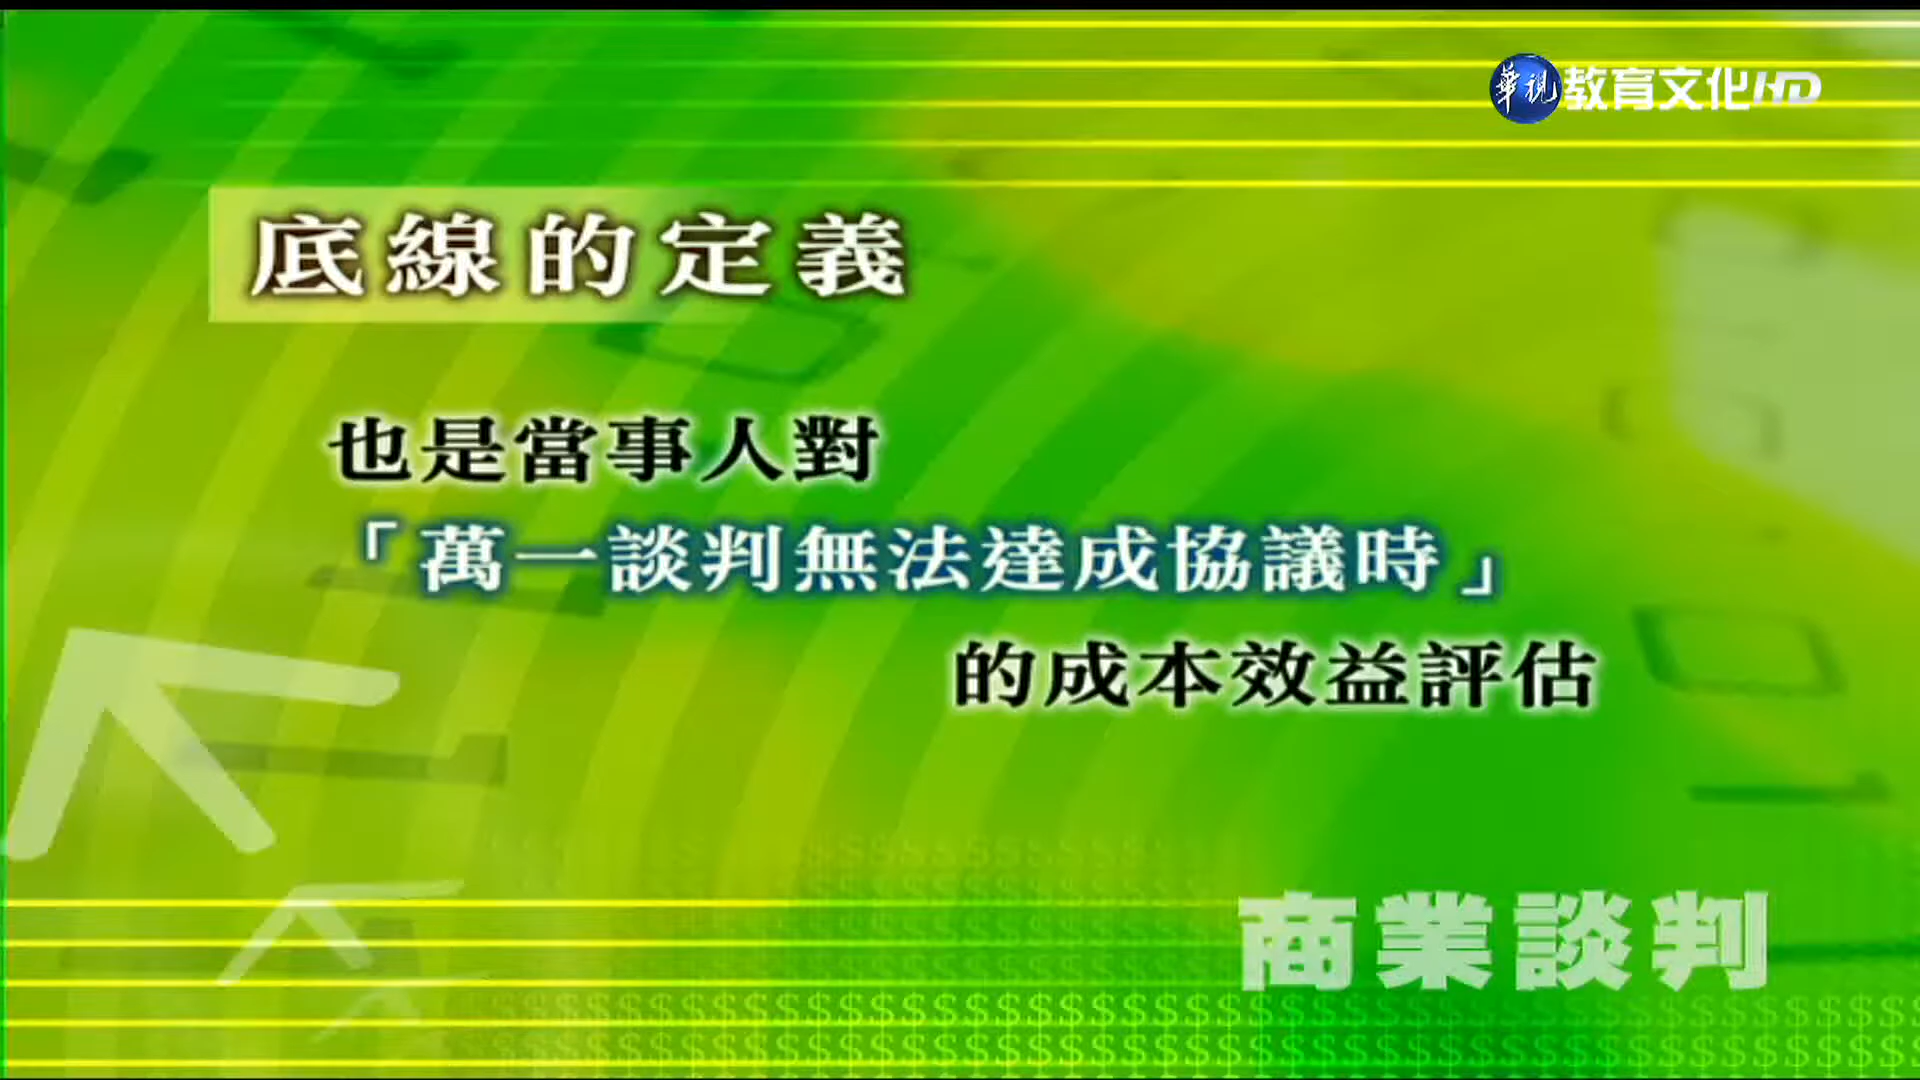 華視教育文化HD
底線的定義
也是當事人對
「萬一談判無法達成協議時」
的成本效益評估
商業談判